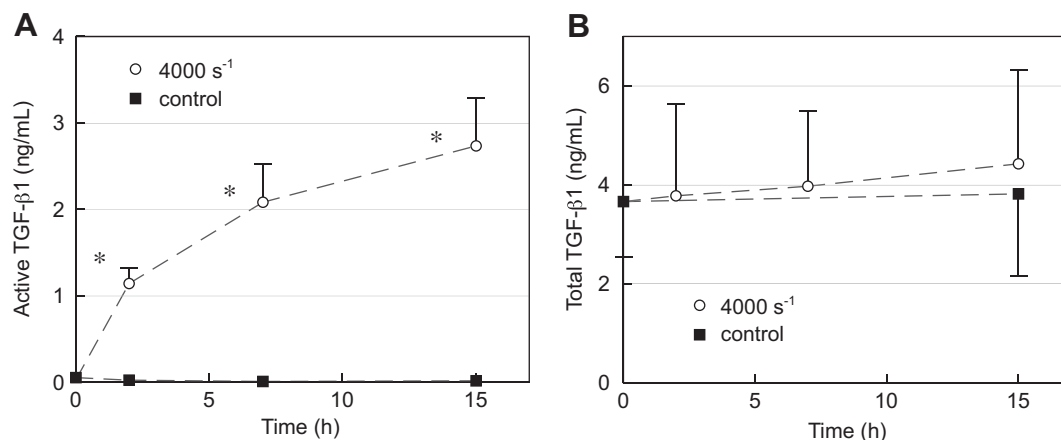 A
Active TGF-β1 (ng/mL)
4
3
2
1
0
4000 s⁻¹
control
*
*
*
0
5
10
15
Time (h)
B
Total TGF-β1 (ng/mL)
6
4
2
0
4000 s⁻¹
control
0
5
10
15
Time (h)